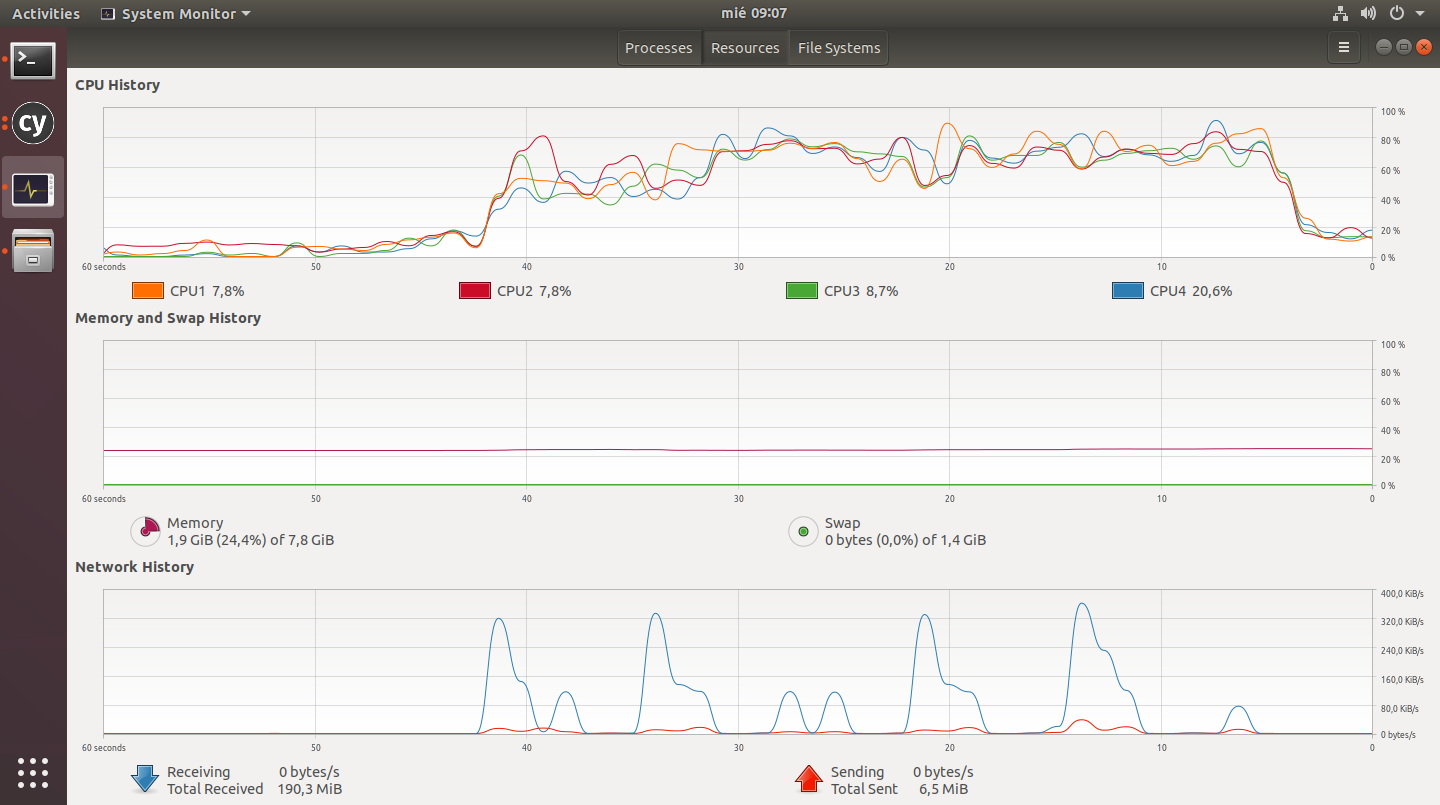 Activities System Monitor mié 09:07
>_
Processes Resources File Systems
cy
CPU History
100 %
80 %
60 %
40 %
20 %
0 %
60 seconds 50 40 30 20 10 0
CPU1 7,8% CPU2 7,8% CPU3 8,7% CPU4 20,6%
Memory and Swap History
100 %
80 %
60 %
40 %
20 %
0 %
60 seconds 50 40 30 20 10 0
Memory Swap
1,9 GiB (24,4%) of 7,8 GiB 0 bytes (0,0%) of 1,4 GiB
Network History
400,0 KiB/s
320,0 KiB/s
240,0 KiB/s
160,0 KiB/s
80,0 KiB/s
0 bytes/s
60 seconds 50 40 30 20 10 0
Receiving 0 bytes/s Sending 0 bytes/s
Total Received 190,3 MiB Total Sent 6,5 MiB